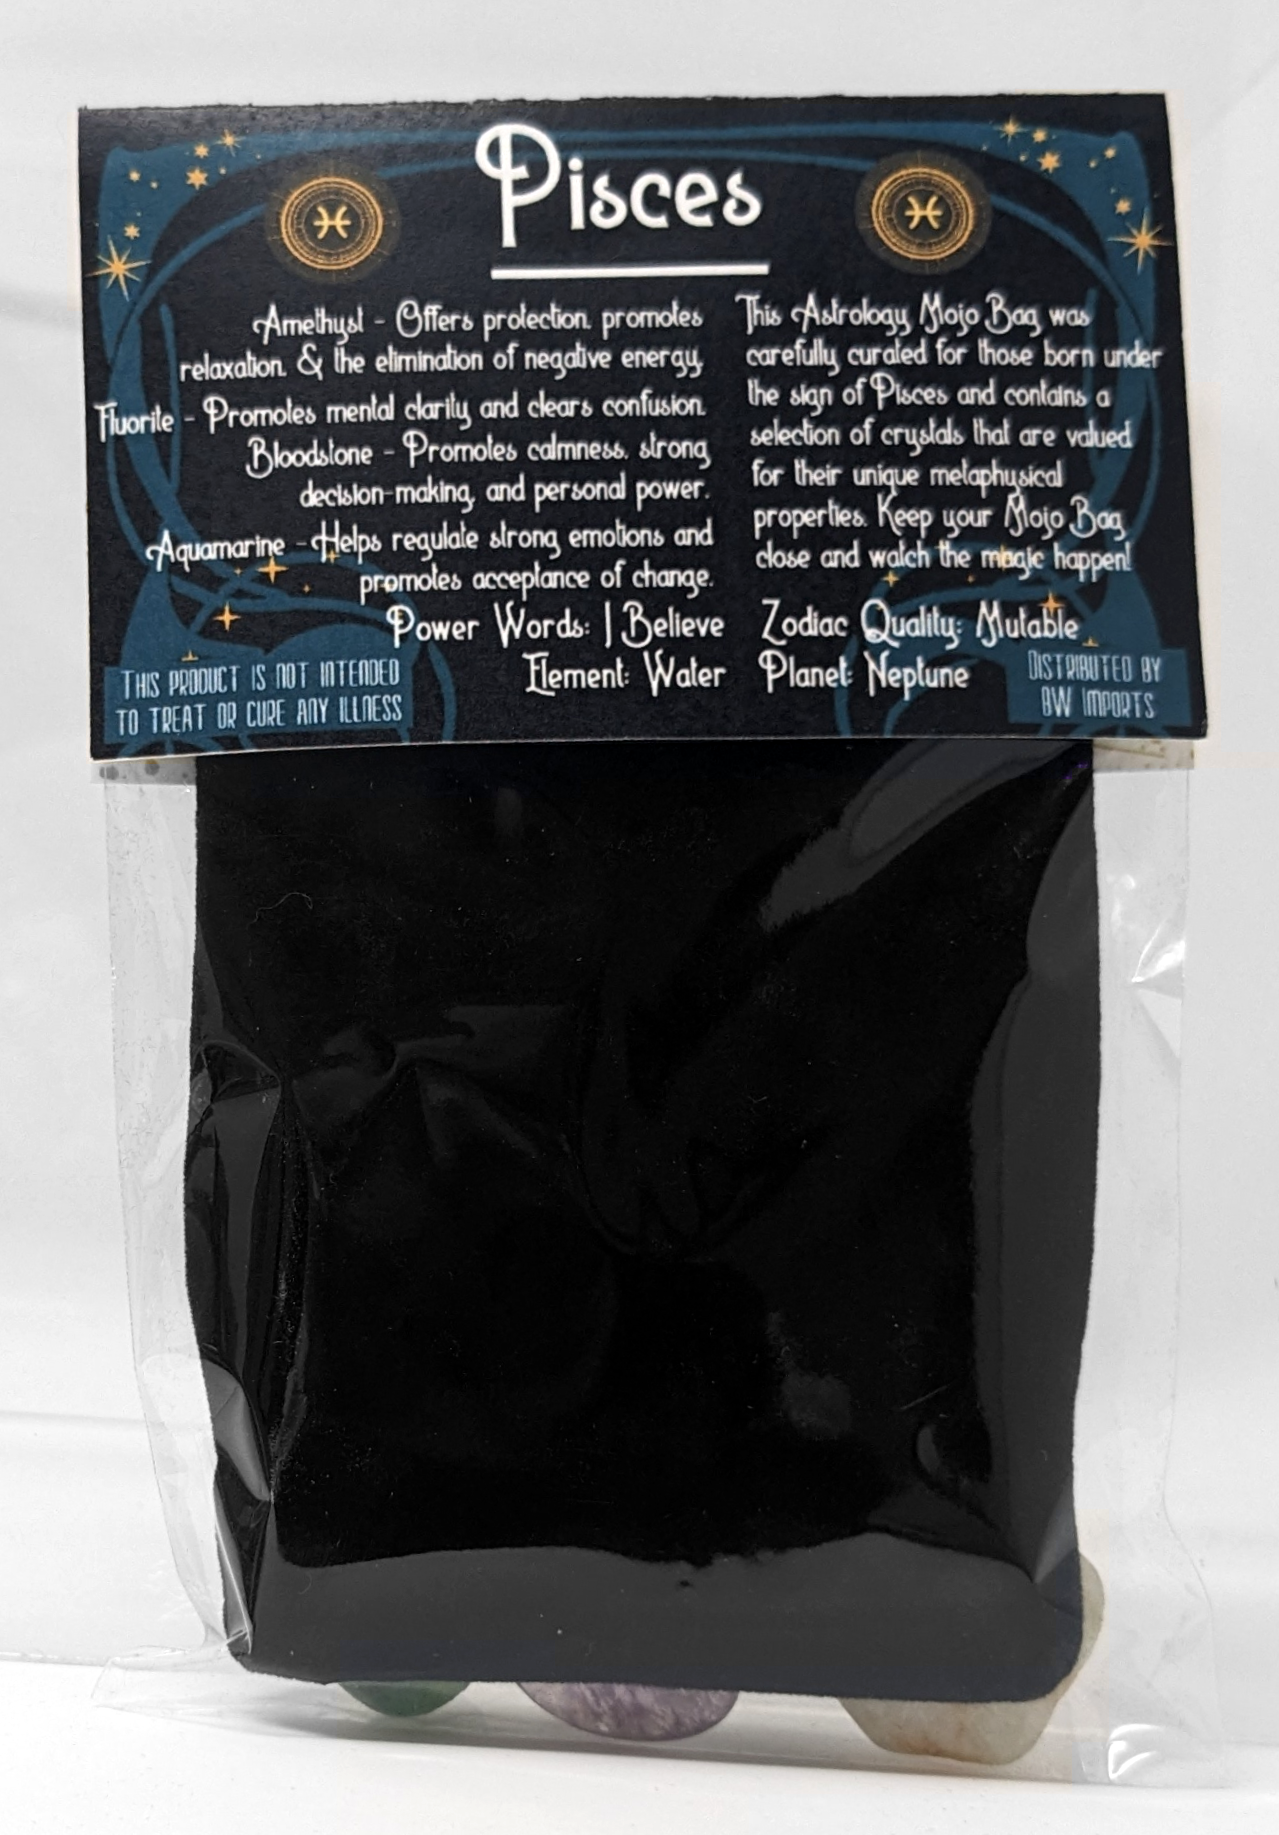 Pisces
Amethyst - Offers protection, promotes
relaxation, & the elimination of negative energy.
Fluorite - Promotes mental clarity and clears confusion.
Bloodstone - Promotes calmness, strong
decision-making, and personal power.
Aquamarine - Helps regulate strong emotions and
promotes acceptance of change.
Power Words: I Believe
Element: Water
This Astrology Mojo Bag was
carefully curated for those born under
the sign of Pisces and contains a
selection of crystals that are valued
for their unique metaphysical
properties. Keep your Mojo Bag
close and watch the magic happen!
Zodiac Quality: Mutable
Planet: Neptune
This product is not intended
to treat or cure any illness
Distributed by
BW Imports